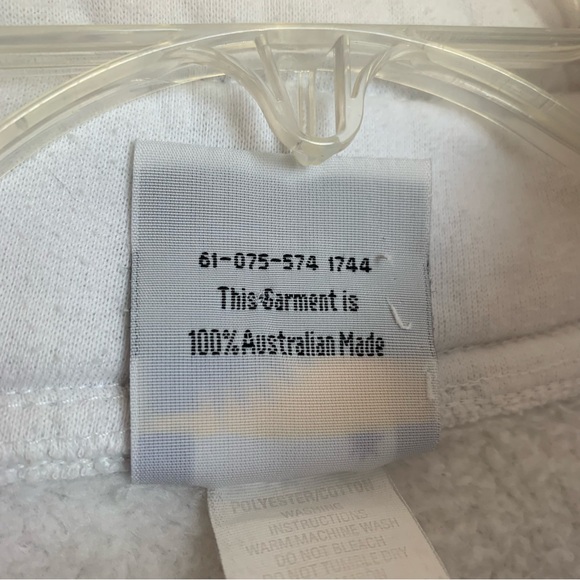 61-075-574 1744
This Garment is
100% Australian Made
POLYESTER/COTTON
WASHING
INSTRUCTIONS
WARM MACHINE WASH
DO NOT BLEACH
DO NOT TUMBLE DRY